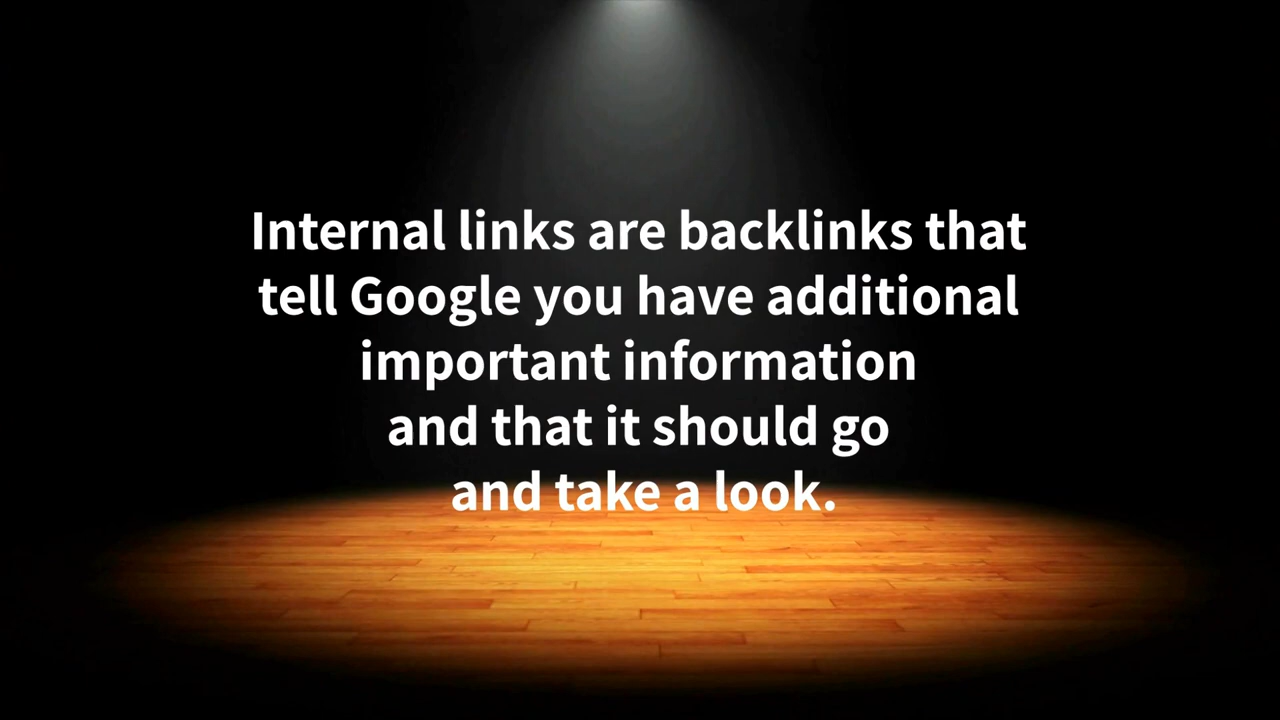 Internal links are backlinks that
tell Google you have additional
important information
and that it should go
and take a look.